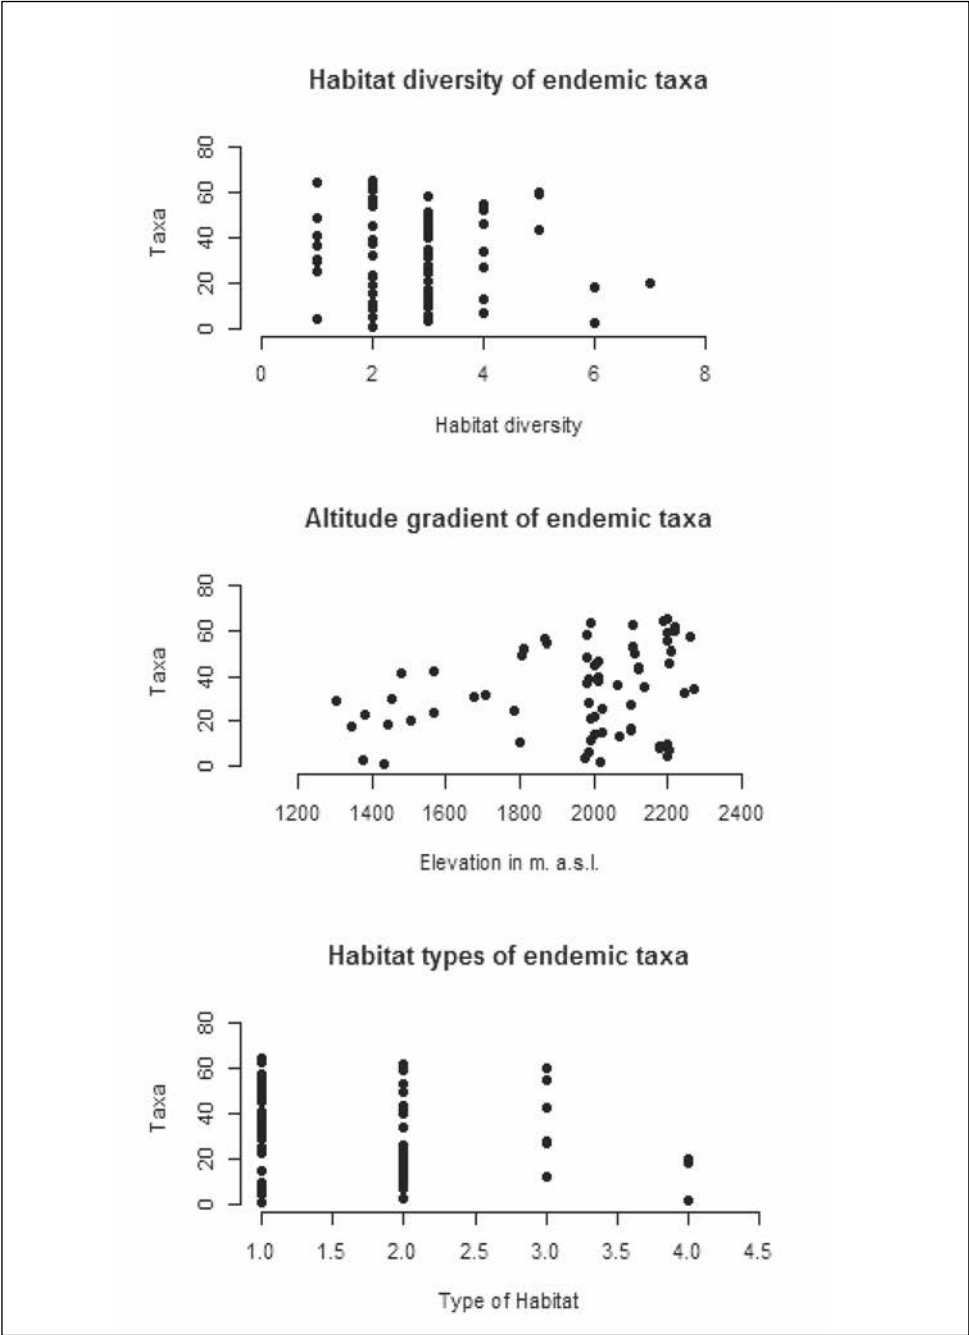 Habitat diversity of endemic taxa
80
60
40
20
0
Taxa
0 2 4 6 8
Habitat diversity
Altitude gradient of endemic taxa
80
60
40
20
0
Taxa
1200 1400 1600 1800 2000 2200 2400
Elevation in m. a.s.l.
Habitat types of endemic taxa
80
60
40
20
0
Taxa
1.0 1.5 2.0 2.5 3.0 3.5 4.0 4.5
Type of Habitat